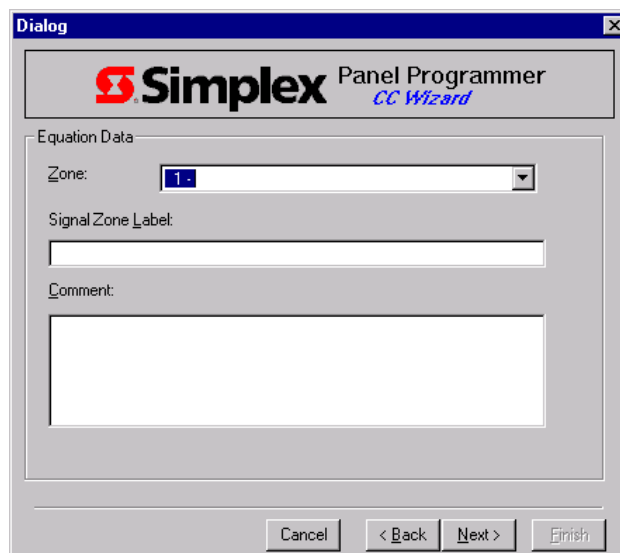 Dialog
Simplex Panel Programmer
CC Wizard
Equation Data
Zone: 1 -
Signal Zone Label:
Comment:
Cancel < Back Next > Finish